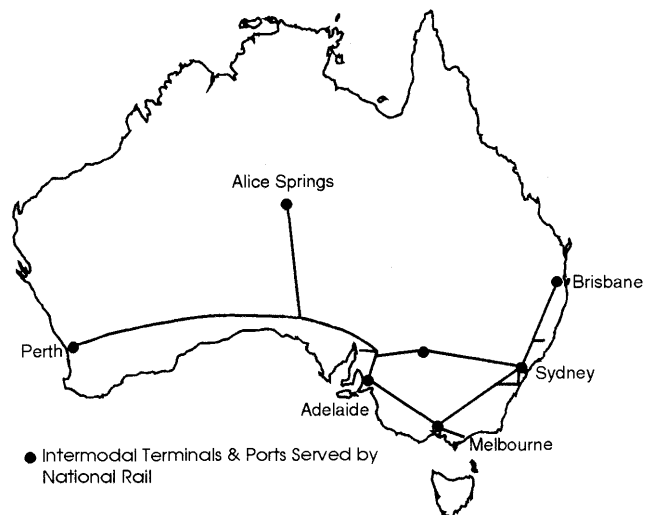 Alice Springs
Brisbane
Perth
Sydney
Adelaide
Melbourne
Intermodal Terminals & Ports Served by
National Rail